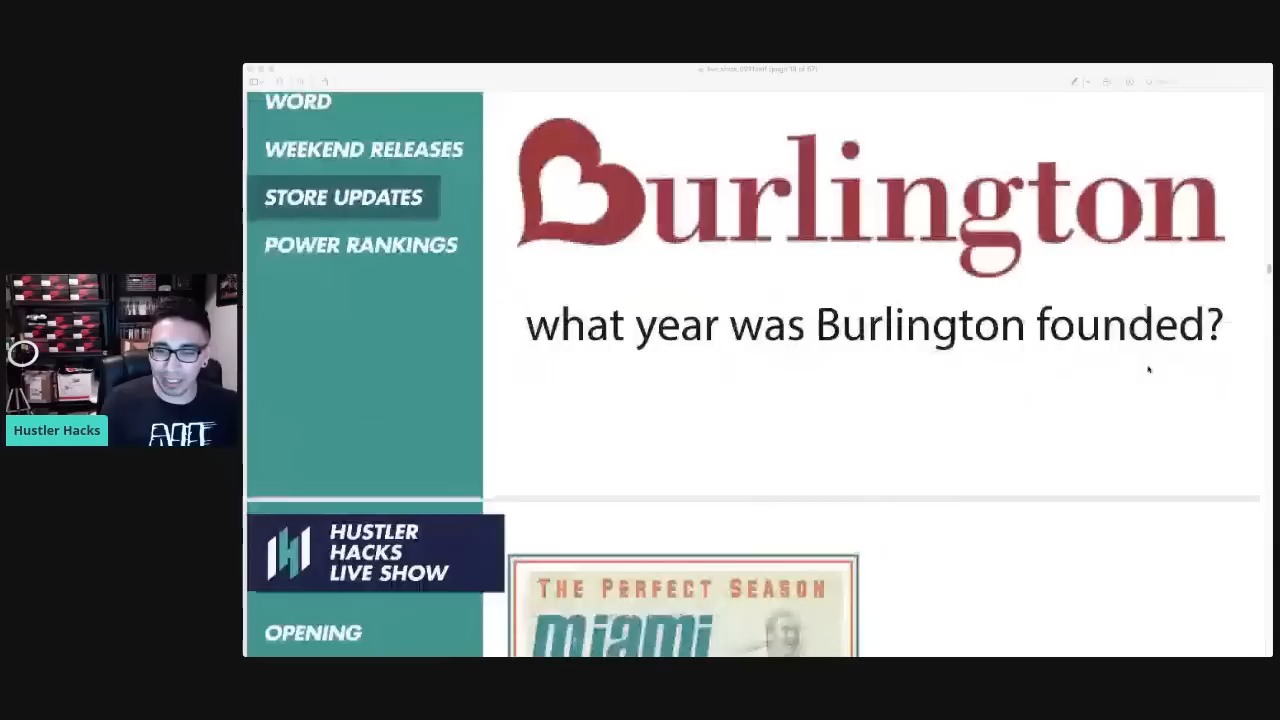 WORD
WEEKEND RELEASES
STORE UPDATES
POWER RANKINGS
Burlington
what year was Burlington founded?
Hustler Hacks
HUSTLER
HACKS
LIVE SHOW
OPENING
THE PERFECT SEASON
miami